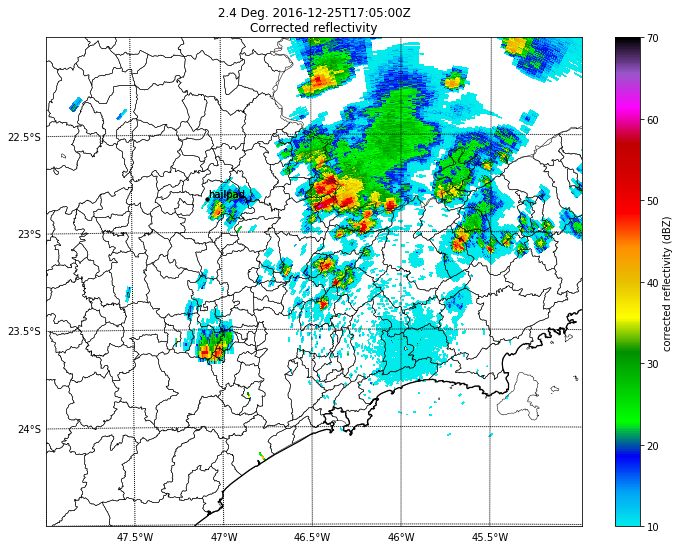 2.4 Deg. 2016-12-25T17:05:00Z
Corrected reflectivity
22.5°S
23°S
23.5°S
24°S
47.5°W
47°W
46.5°W
46°W
45.5°W
70
60
50
40
30
20
10
corrected reflectivity (dBZ)